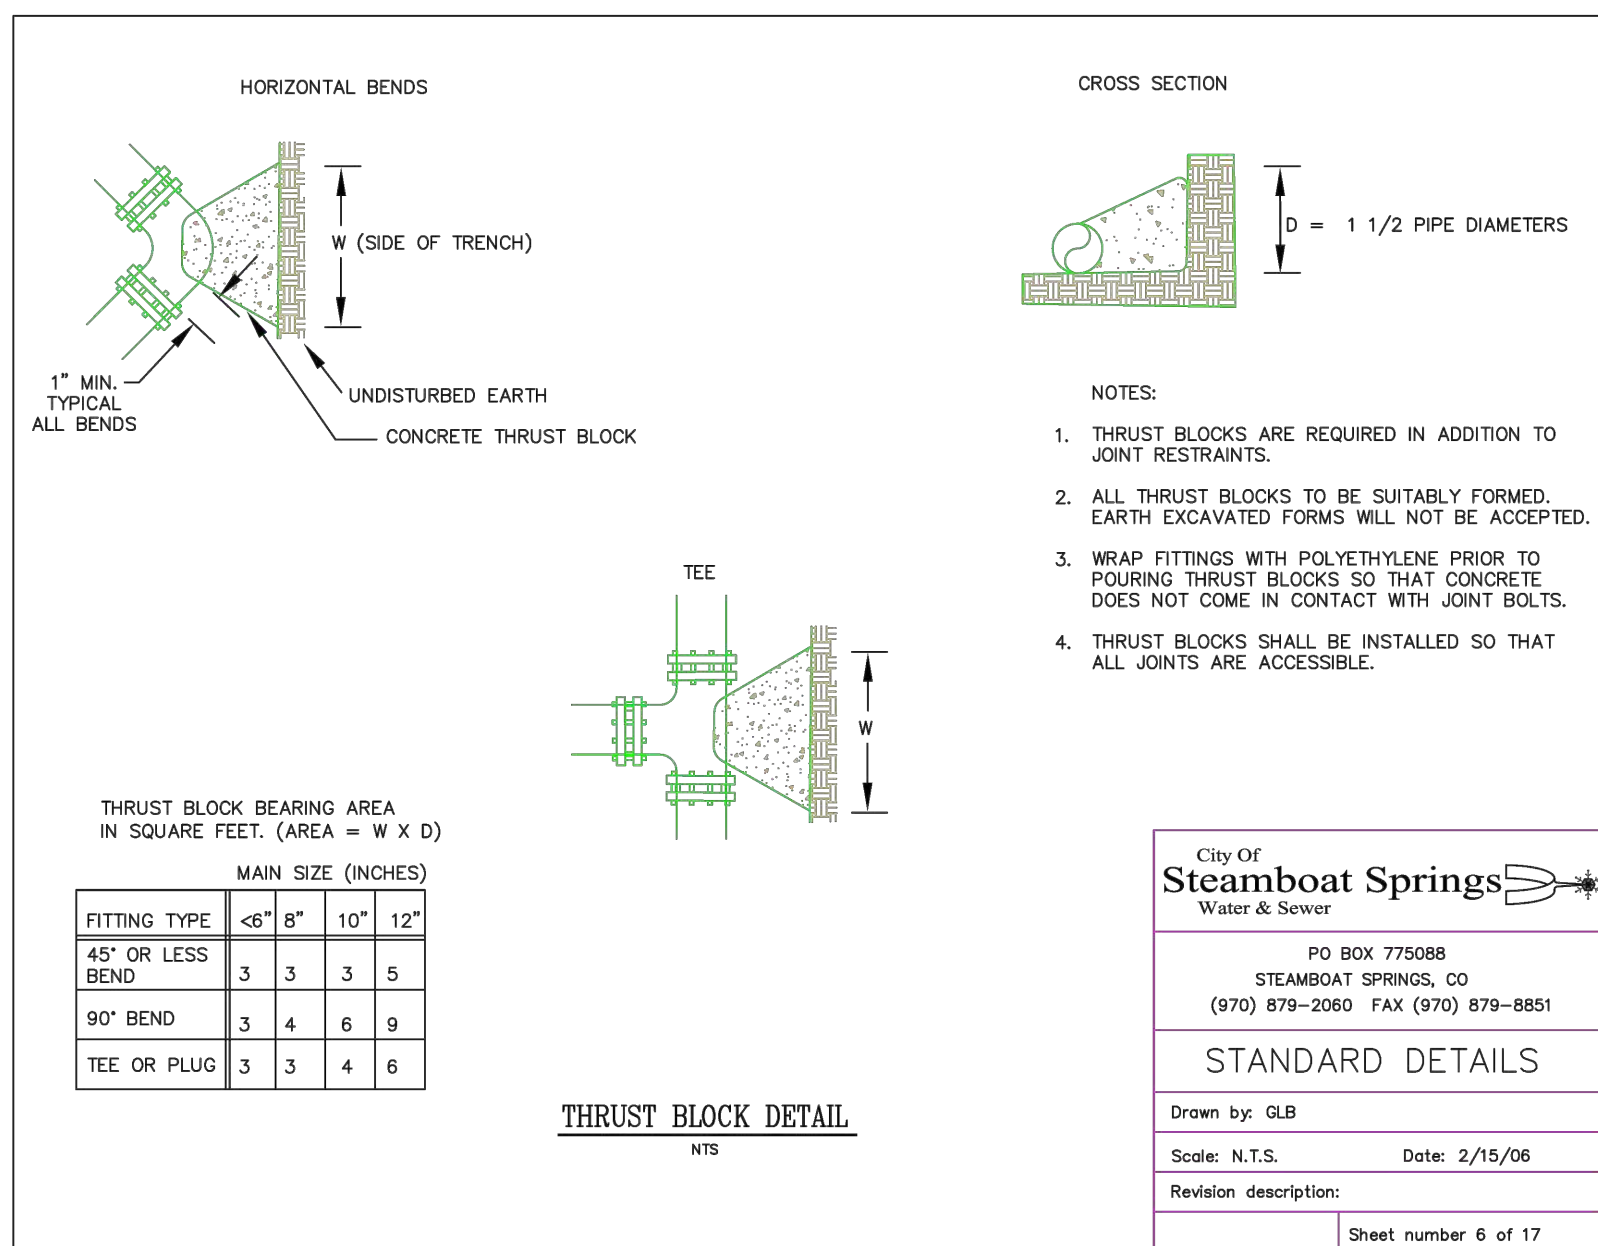 HORIZONTAL BENDS
CROSS SECTION
W (SIDE OF TRENCH)
D = 1 1/2 PIPE DIAMETERS
1" MIN.
TYPICAL
ALL BENDS
UNDISTURBED EARTH
CONCRETE THRUST BLOCK
NOTES:
1. THRUST BLOCKS ARE REQUIRED IN ADDITION TO
JOINT RESTRAINTS.
2. ALL THRUST BLOCKS TO BE SUITABLY FORMED.
EARTH EXCAVATED FORMS WILL NOT BE ACCEPTED.
3. WRAP FITTINGS WITH POLYETHYLENE PRIOR TO
POURING THRUST BLOCKS SO THAT CONCRETE
DOES NOT COME IN CONTACT WITH JOINT BOLTS.
4. THRUST BLOCKS SHALL BE INSTALLED SO THAT
ALL JOINTS ARE ACCESSIBLE.
TEE
W
THRUST BLOCK BEARING AREA
IN SQUARE FEET. (AREA = W X D)
MAIN SIZE (INCHES)
FITTING TYPE <6" 8" 10" 12"
45° OR LESS
BEND 3 3 3 5
90° BEND 3 4 6 9
TEE OR PLUG 3 3 4 6
THRUST BLOCK DETAIL
NTS
City Of
Steamboat Springs
Water & Sewer
PO BOX 775088
STEAMBOAT SPRINGS, CO
(970) 879-2060 FAX (970) 879-8851
STANDARD DETAILS
Drawn by: GLB
Scale: N.T.S. Date: 2/15/06
Revision description:
Sheet number 6 of 17